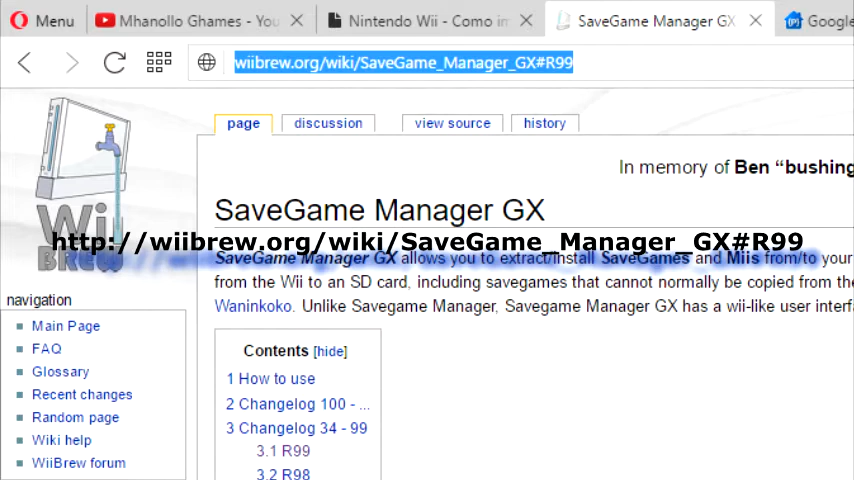 Menu
Mhanollo Ghames - You
Nintendo Wii - Como im
SaveGame Manager GX
Google
wiibrew.org/wiki/SaveGame_Manager_GX#R99
page
discussion
view source
history
In memory of Ben “bushing
Wii
BREW
SaveGame Manager GX
http://wiibrew.org/wiki/SaveGame_Manager_GX#R99
SaveGame Manager GX allows you to extract/install SaveGames and Miis from/to your
from the Wii to an SD card, including savegames that cannot normally be copied from the
Waninkoko. Unlike Savegame Manager, Savegame Manager GX has a wii-like user interfa
navigation
Main Page
FAQ
Glossary
Recent changes
Random page
Wiki help
WiiBrew forum
Contents [hide]
1 How to use
2 Changelog 100 - ...
3 Changelog 34 - 99
3.1 R99
3.2 R98